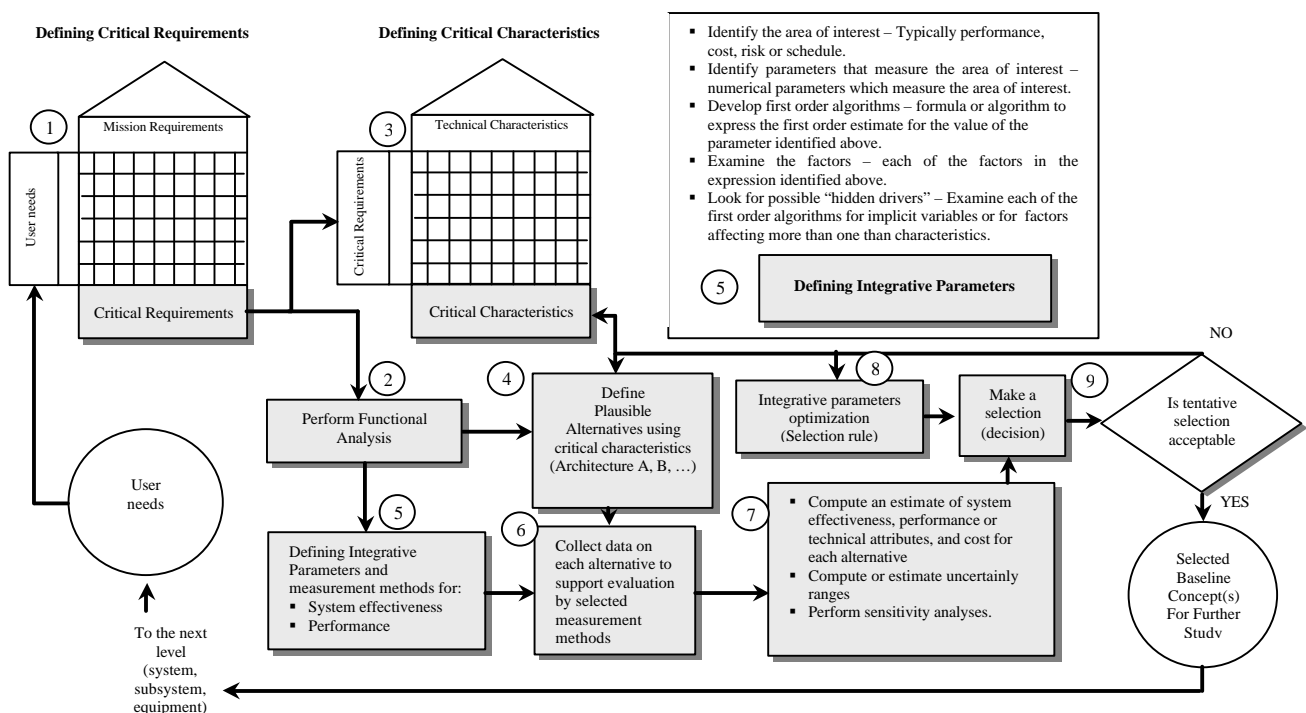 Defining Critical Requirements
Defining Critical Characteristics
1
Mission Requirements
User needs
Critical Requirements
3
Technical Characteristics
Critical Requirements
Critical Characteristics
▪ Identify the area of interest – Typically performance,
cost, risk or schedule.
▪ Identify parameters that measure the area of interest –
numerical parameters which measure the area of interest.
▪ Develop first order algorithms – formula or algorithm to
express the first order estimate for the value of the
parameter identified above.
▪ Examine the factors – each of the factors in the
expression identified above.
▪ Look for possible “hidden drivers” – Examine each of the
first order algorithms for implicit variables or for factors
affecting more than one than characteristics.
5
Defining Integrative Parameters
2
Perform Functional
Analysis
4
Define
Plausible
Alternatives using
critical characteristics
(Architecture A, B, …)
8
Integrative parameters
optimization
(Selection rule)
Make a
selection
(decision)
9
NO
Is tentative
selection
acceptable
YES
User
needs
5
Defining Integrative
Parameters and
measurement methods for:
▪ System effectiveness
▪ Performance
6
Collect data on
each alternative to
support evaluation
by selected
measurement
methods
7
▪ Compute an estimate of system
effectiveness, performance or
technical attributes, and cost for
each alternative
▪ Compute or estimate uncertainly
ranges
▪ Perform sensitivity analyses.
Selected
Baseline
Concept(s)
For Further
Study
To the next
level
(system,
subsystem,
equipment)